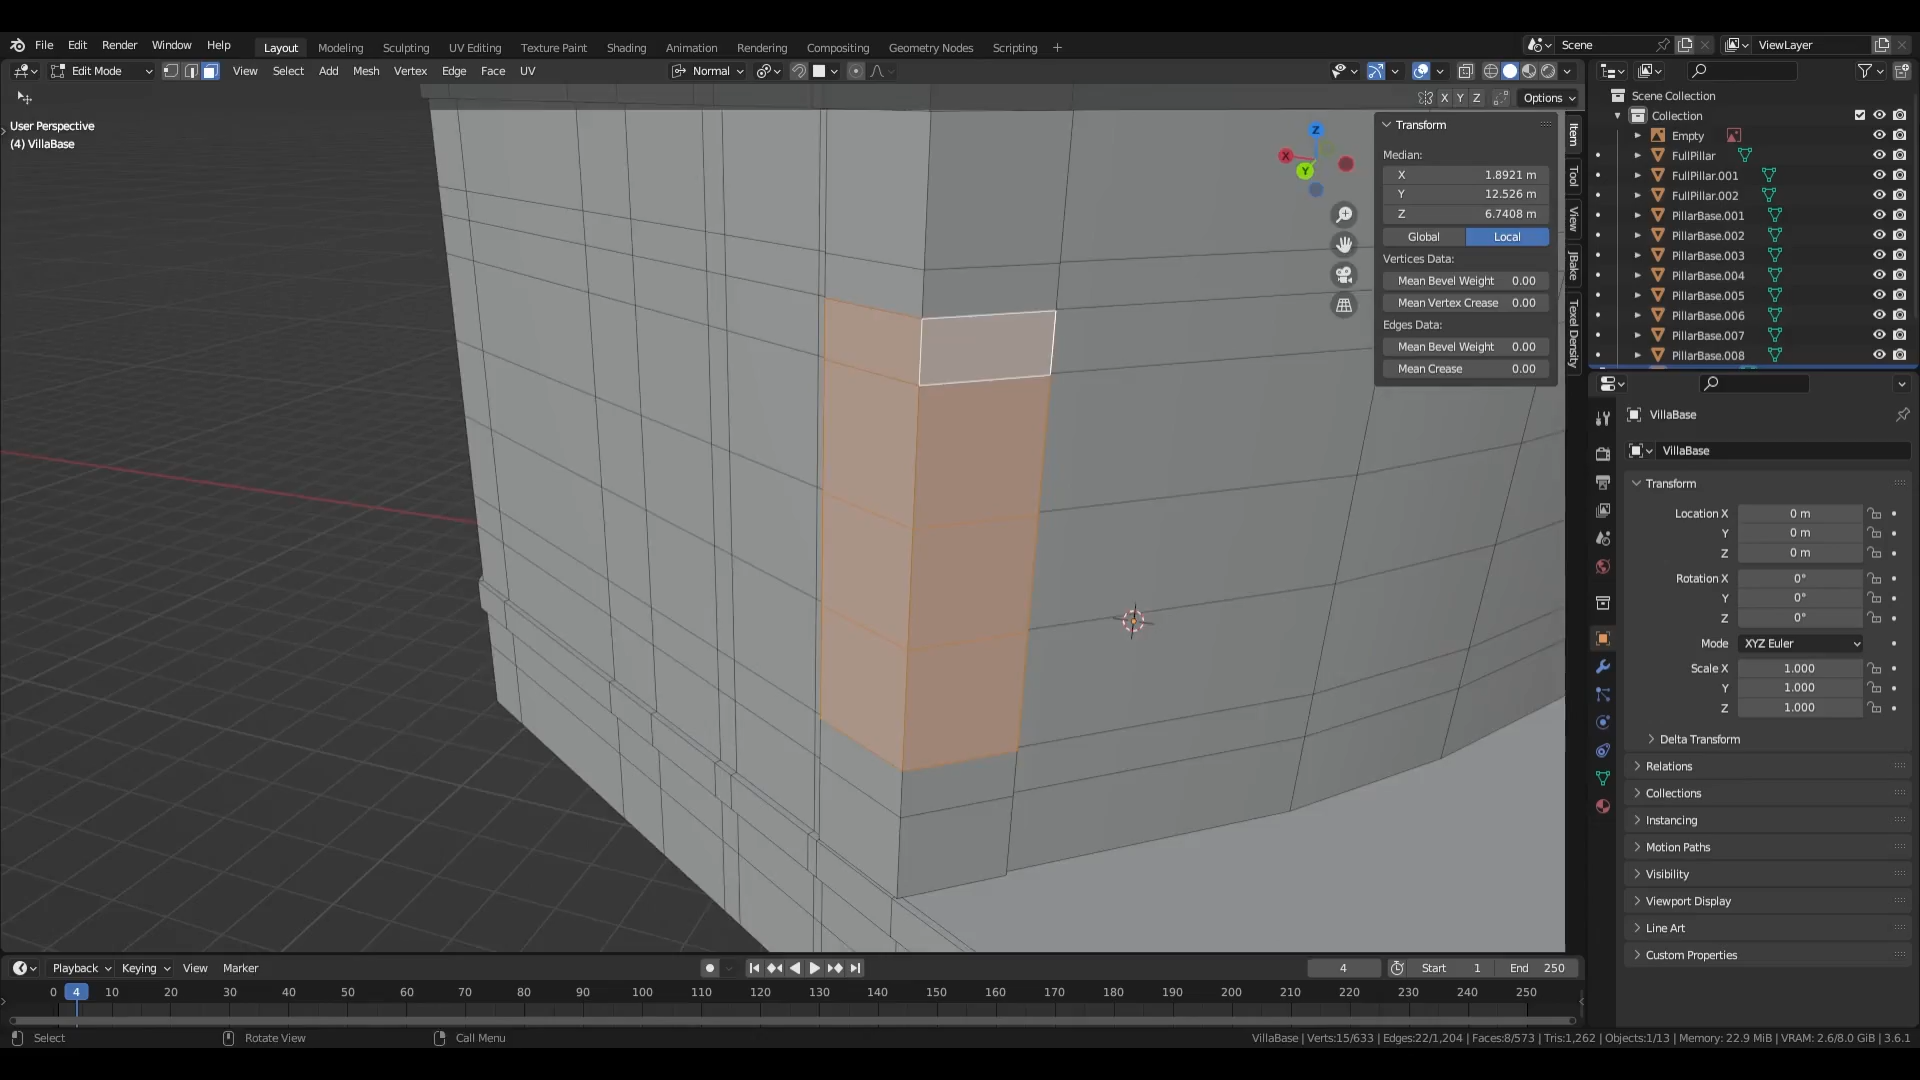 File Edit Render Window Help Layout Modeling Sculpting UV Editing Texture Paint Shading Animation Rendering Compositing Geometry Nodes Scripting + Scene ViewLayer
Edit Mode View Select Add Mesh Vertex Edge Face UV Normal
X Y Z Options
User Perspective
(4) VillaBase
Z
X
Y
Transform
Median:
X 1.8921 m
Y 12.526 m
Z 6.7408 m
Global Local
Vertices Data:
Mean Bevel Weight 0.00
Mean Vertex Crease 0.00
Edges Data:
Mean Bevel Weight 0.00
Mean Crease 0.00
Item
Tool
View
JBake
Texel Density
Scene Collection
Collection
Empty
FullPillar
FullPillar.001
FullPillar.002
PillarBase.001
PillarBase.002
PillarBase.003
PillarBase.004
PillarBase.005
PillarBase.006
PillarBase.007
PillarBase.008
VillaBase
VillaBase
Transform
Location X 0 m
Y 0 m
Z 0 m
Rotation X 0°
Y 0°
Z 0°
Mode XYZ Euler
Scale X 1.000
Y 1.000
Z 1.000
Delta Transform
Relations
Collections
Instancing
Motion Paths
Visibility
Viewport Display
Line Art
Custom Properties
Playback Keying View Marker 4 Start 1 End 250
0 4 10 20 30 40 50 60 70 80 90 100 110 120 130 140 150 160 170 180 190 200 210 220 230 240 250
Select Rotate View Call Menu VillaBase | Verts:15/633 | Edges:22/1,204 | Faces:8/573 | Tris:1,262 | Objects:1/13 | Memory: 22.9 MiB | VRAM: 2.6/8.0 GiB | 3.6.1